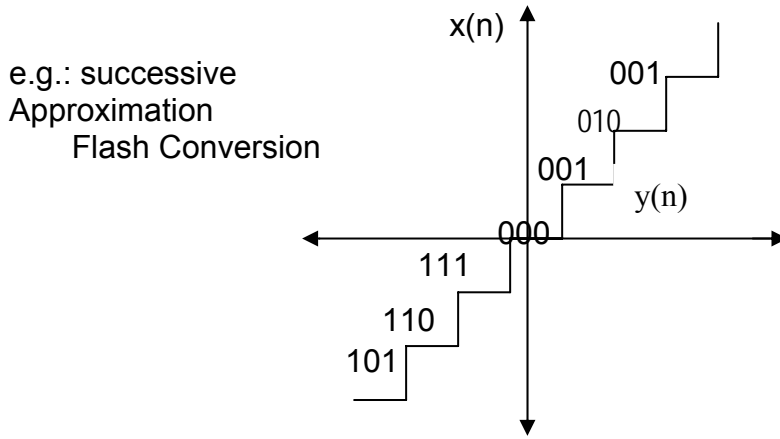 x(n)
e.g.: successive
Approximation
Flash Conversion
001
010
001
y(n)
000
111
110
101